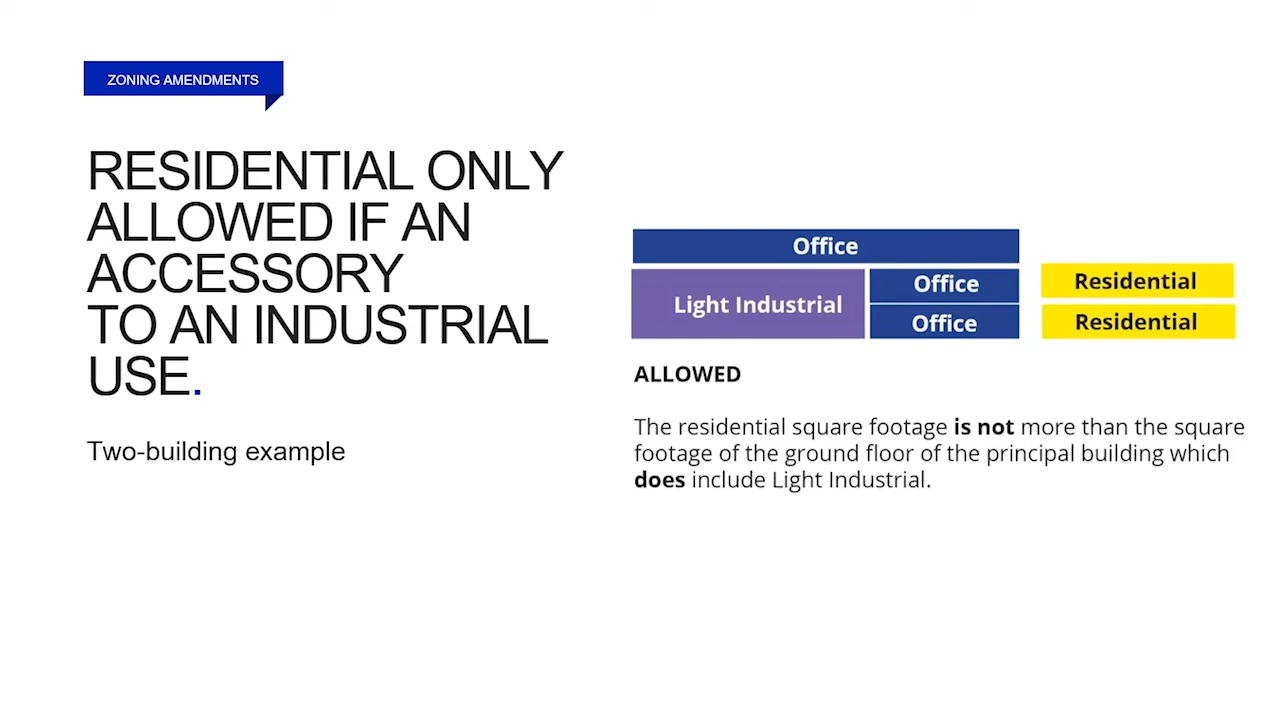 ZONING AMENDMENTS
RESIDENTIAL ONLY
ALLOWED IF AN
ACCESSORY
TO AN INDUSTRIAL
USE.
Two-building example
Office
Light Industrial
Office
Office
Residential
Residential
ALLOWED
The residential square footage is not more than the square
footage of the ground floor of the principal building which
does include Light Industrial.